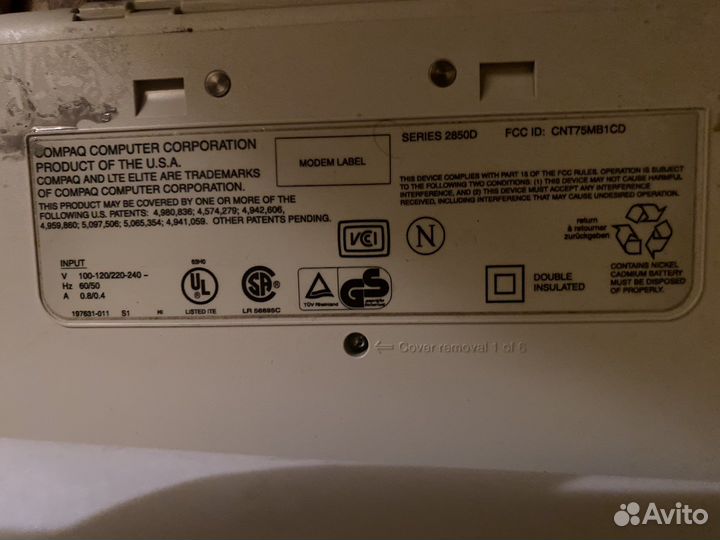 COMPAQ COMPUTER CORPORATION
PRODUCT OF THE U.S.A.
COMPAQ AND LTE ELITE ARE TRADEMARKS
OF COMPAQ COMPUTER CORPORATION.
THIS PRODUCT MAY BE COVERED BY ONE OR MORE OF THE
FOLLOWING U.S. PATENTS: 4,980,836; 4,574,279; 4,942,606,
4,959,860; 5,097,506; 5,065,354; 4,941,059. OTHER PATENTS PENDING.
MODEM LABEL
SERIES 2850D
FCC ID: CNT75MB1CD
THIS DEVICE COMPLIES WITH PART 15 OF THE FCC RULES. OPERATION IS SUBJECT
TO THE FOLLOWING TWO CONDITIONS: (1) THIS DEVICE MAY NOT CAUSE HARMFUL
INTERFERENCE, AND (2) THIS DEVICE MUST ACCEPT ANY INTERFERENCE
RECEIVED, INCLUDING INTERFERENCE THAT MAY CAUSE UNDESIRED OPERATION.
VCI
N
return
à retourner
zurückgeben
INPUT
V 100-120/220-240 ~
Hz 60/50
A 0.8/0.4
197631-011 S1 MI
63H0
UL
LISTED ITE
SA
LR 56695C
TÜV Rheinland
GS
DOUBLE
INSULATED
CONTAINS NICKEL
CADMIUM BATTERY
MUST BE DISPOSED
OF PROPERLY.
⇐ Cover removal 1 of 6
Avito